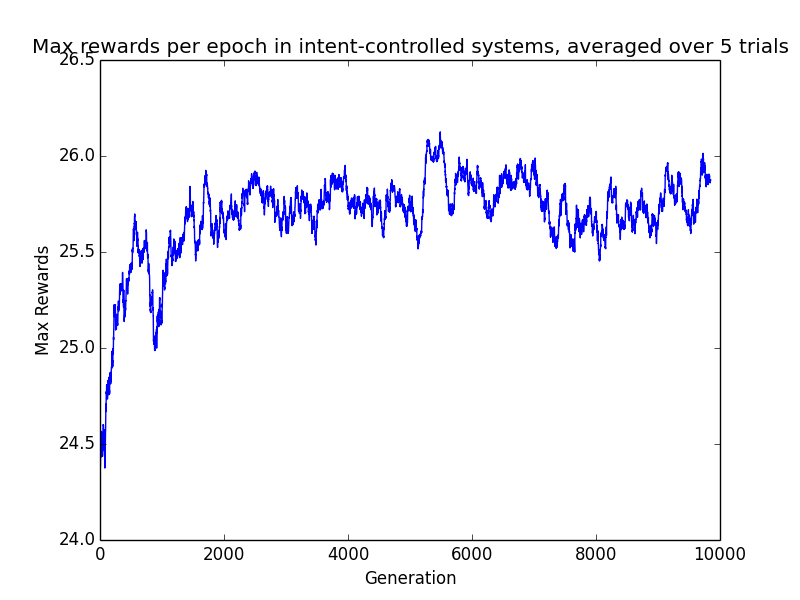 Max rewards per epoch in intent-controlled systems, averaged over 5 trials
26.5
26.0
25.5
25.0
24.5
24.0
Max Rewards
0 2000 4000 6000 8000 10000
Generation